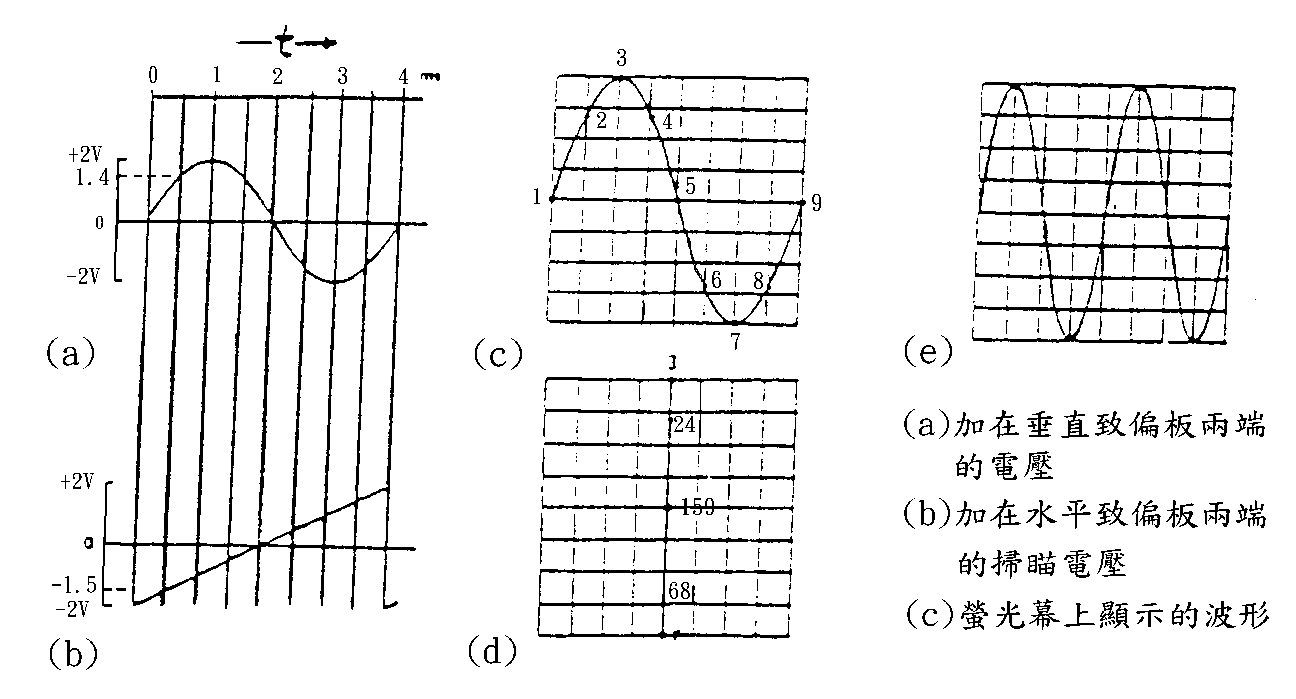 t
0 1 2 3 4 m
+2V
1.4
0
-2V
(a)
+2V
0
-1.5
-2V
(b)
3
2 4
1 5 9
6 8
7
(c)
3
24
159
68
7
(d)
(e)
(a)加在垂直致偏板兩端
的電壓
(b)加在水平致偏板兩端
的掃瞄電壓
(c)螢光幕上顯示的波形